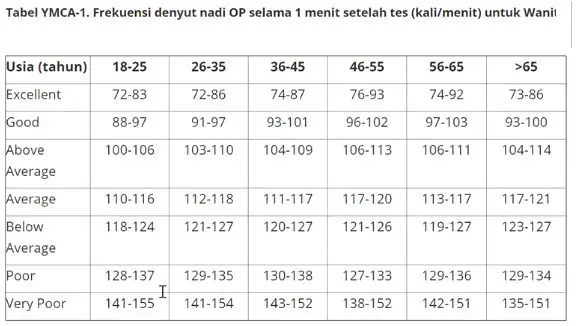 Tabel YMCA-1. Frekuensi denyut nadi OP selama 1 menit setelah tes (kali/menit) untuk
Usia (tahun) 18-25 26-35 36-45 46-55 56-65 >65
Excellent 72-83 72-86 74-87 76-93 74-92 73-86
Good 88-97 91-97 93-101 96-102 97-103 93-100
Above 100-106 103-110 104-109 106-113 106-111 104-114
Average
Average 110-116 112-118 111-117 117-120 113-117 117-121
Below 118-124 121-127 120-127 121-126 119-127 123-127
Average
Poor 128-137 129-135 130-138 127-133 129-136 129-134
Very Poor 141-155 141-154 143-152 138-152 142-151 135-151